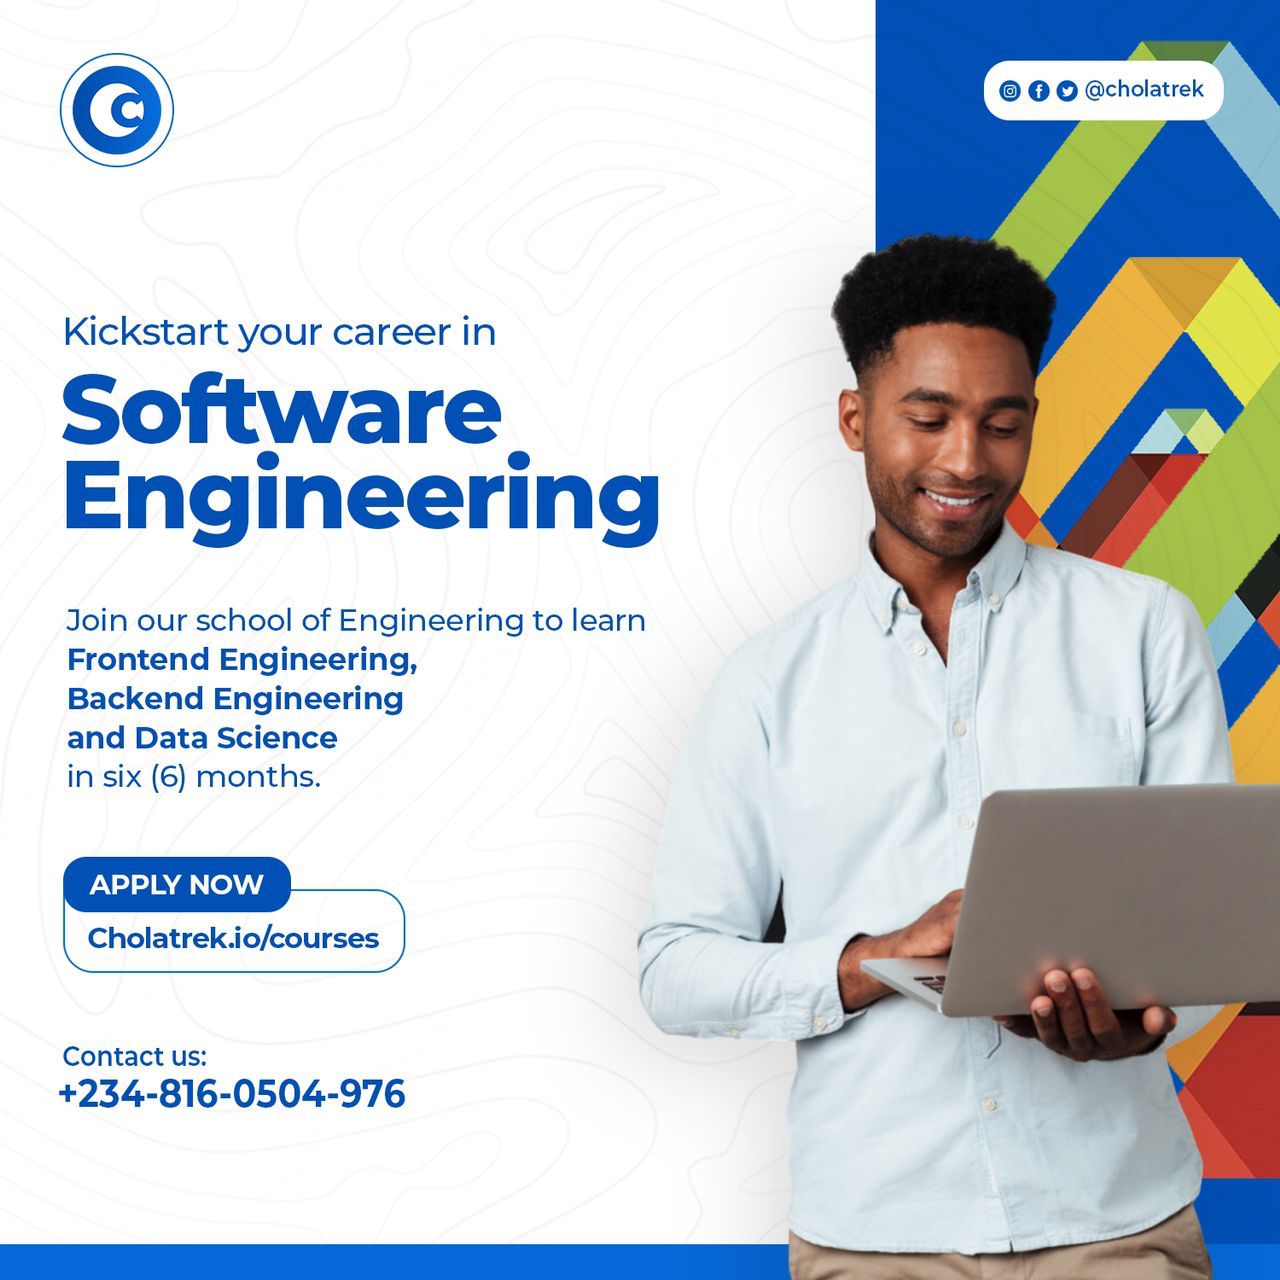 @cholatrek
Kickstart your career in
Software
Engineering
Join our school of Engineering to learn
Frontend Engineering,
Backend Engineering
and Data Science
in six (6) months.
APPLY NOW
Cholatrek.io/courses
Contact us:
+234-816-0504-976